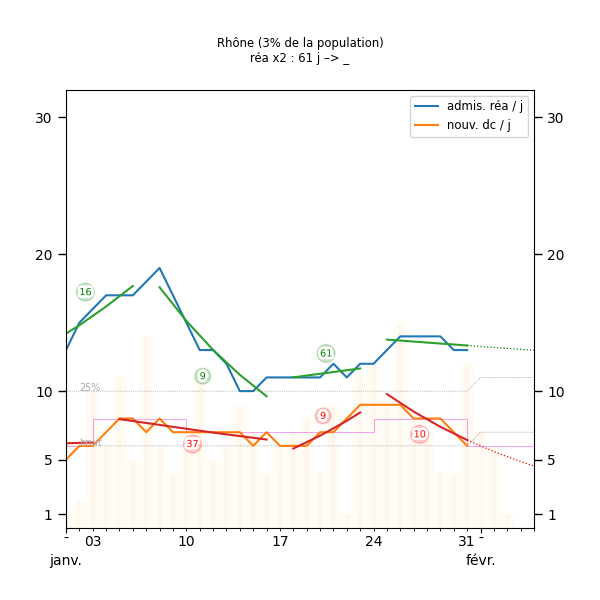 Rhône (3% de la population)
réa x2 : 61 j –> _
admis. réa / j
nouv. dc / j
30
30
20
20
16
61
9
25%
10
10
9
10
37
5
5
1
1
- 03 10 17 24 31 -
janv. févr.